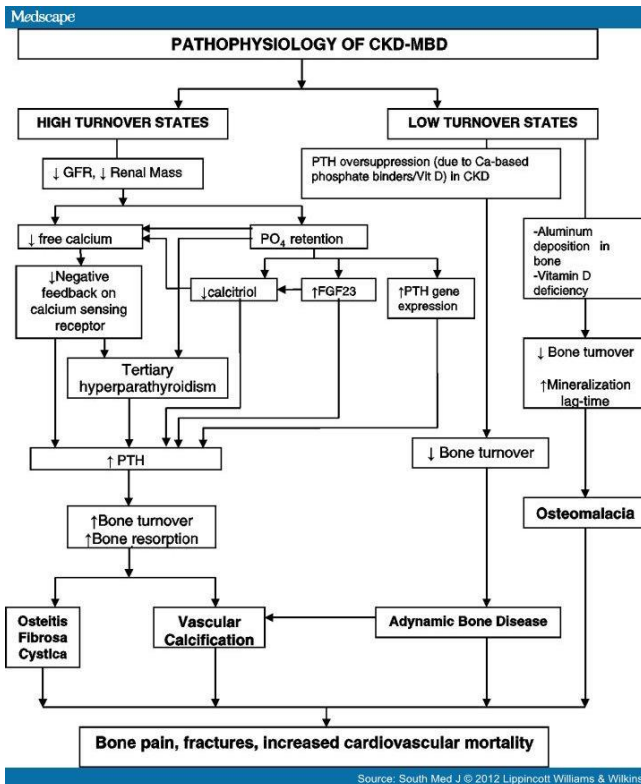 Medscape
PATHOPHYSIOLOGY OF CKD-MBD
HIGH TURNOVER STATES
LOW TURNOVER STATES
↓ GFR, ↓ Renal Mass
PTH oversuppression (due to Ca-based
phosphate binders/Vit D) in CKD
↓ free calcium
PO₄ retention
-Aluminum
deposition in
bone
-Vitamin D
deficiency
↓Negative
feedback on
calcium sensing
receptor
↓calcitriol
↑FGF23
↑PTH gene
expression
Tertiary
hyperparathyroidism
↓ Bone turnover
↑Mineralization
lag-time
↑ PTH
↓ Bone turnover
↑Bone turnover
↑Bone resorption
Osteomalacia
Osteitis
Fibrosa
Cystica
Vascular
Calcification
Adynamic Bone Disease
Bone pain, fractures, increased cardiovascular mortality
Source: South Med J © 2012 Lippincott Williams & Wilkins